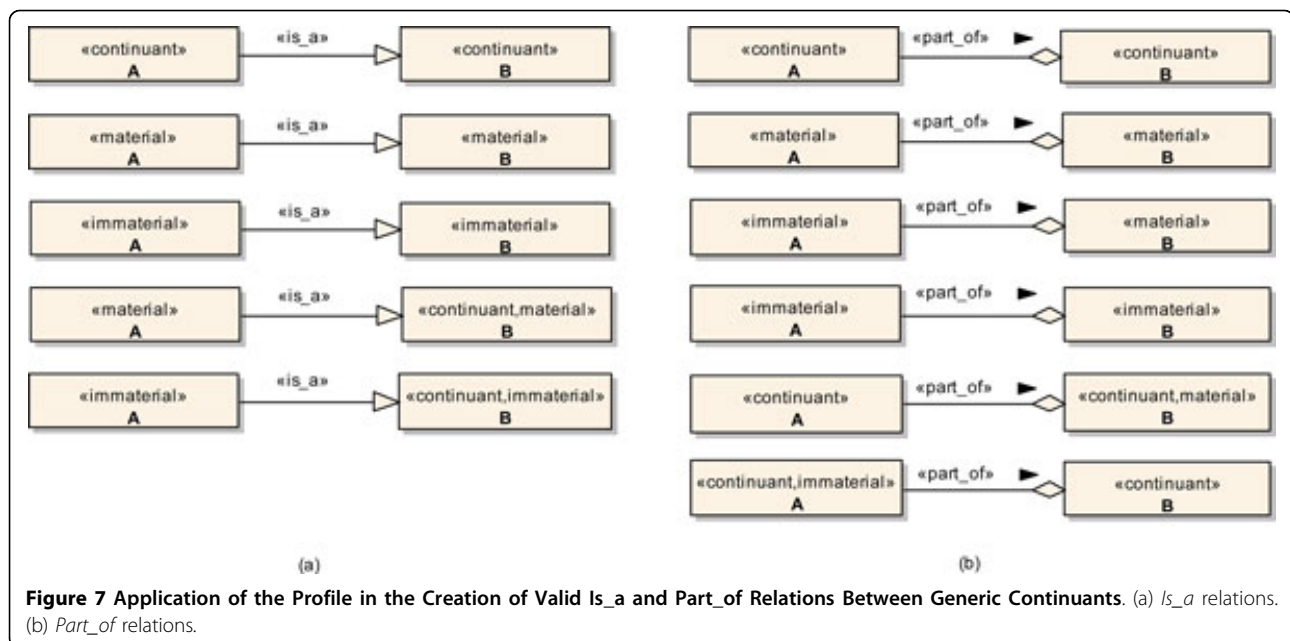 «continuant»
A
«is_a»
«continuant»
B
«material»
A
«is_a»
«material»
B
«immaterial»
A
«is_a»
«immaterial»
B
«material»
A
«is_a»
«continuant,material»
B
«immaterial»
A
«is_a»
«continuant,immaterial»
B
(a)
«continuant»
A
«part_of»
«continuant»
B
«material»
A
«part_of»
«material»
B
«immaterial»
A
«part_of»
«material»
B
«immaterial»
A
«part_of»
«immaterial»
B
«continuant»
A
«part_of»
«continuant,material»
B
«continuant,immaterial»
A
«part_of»
«continuant»
B
(b)
Figure 7 Application of the Profile in the Creation of Valid Is_a and Part_of Relations Between Generic Continuants. (a) Is_a relations.
(b) Part_of relations.